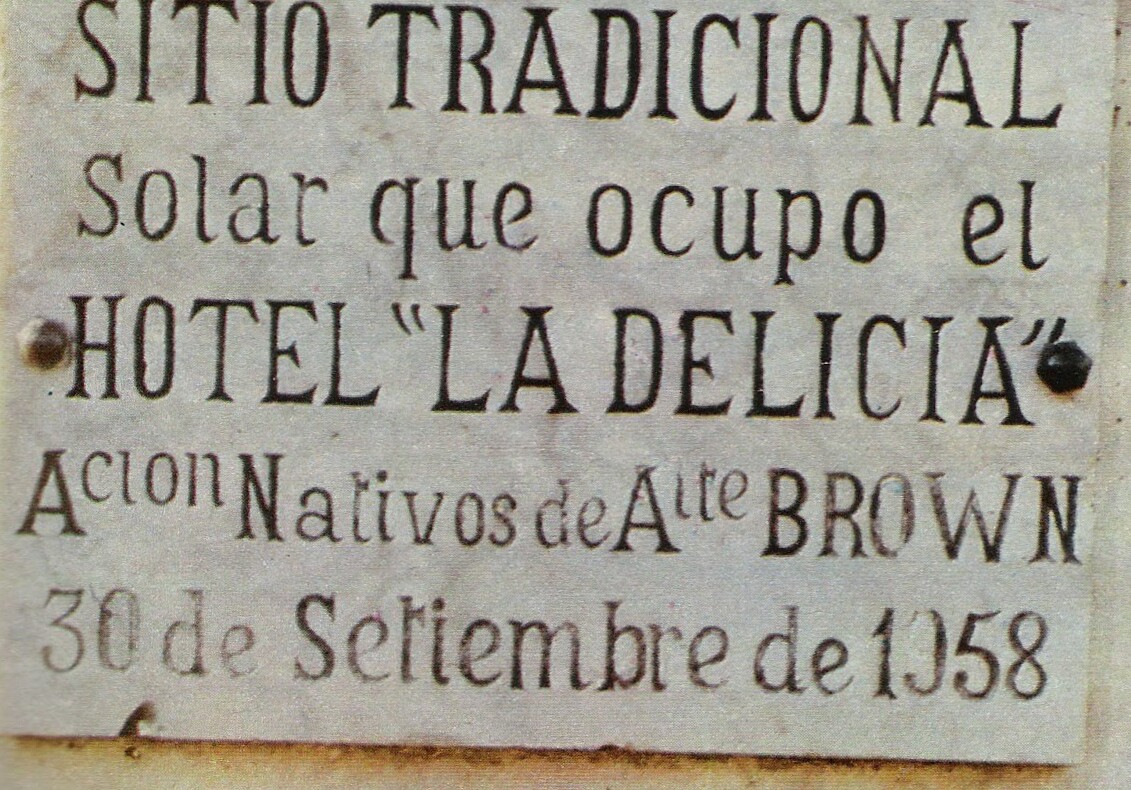 SITIO TRADICIONAL
Solar que ocupo el
HOTEL "LA DELICIA"
Acion Nativos de Alte BROWN
30 de Setiembre de 1958